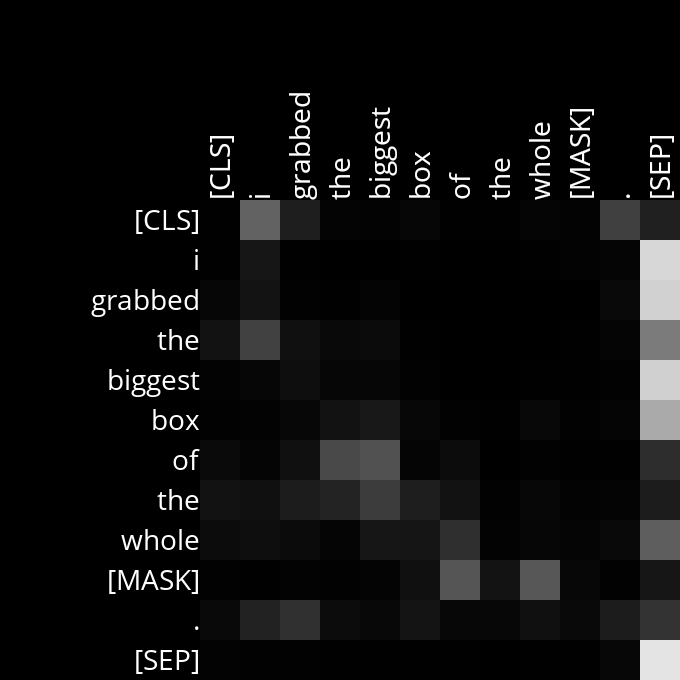 [CLS] i grabbed the biggest box of the whole [MASK] . [SEP]
[CLS]
i
grabbed
the
biggest
box
of
the
whole
[MASK]
.
[SEP]